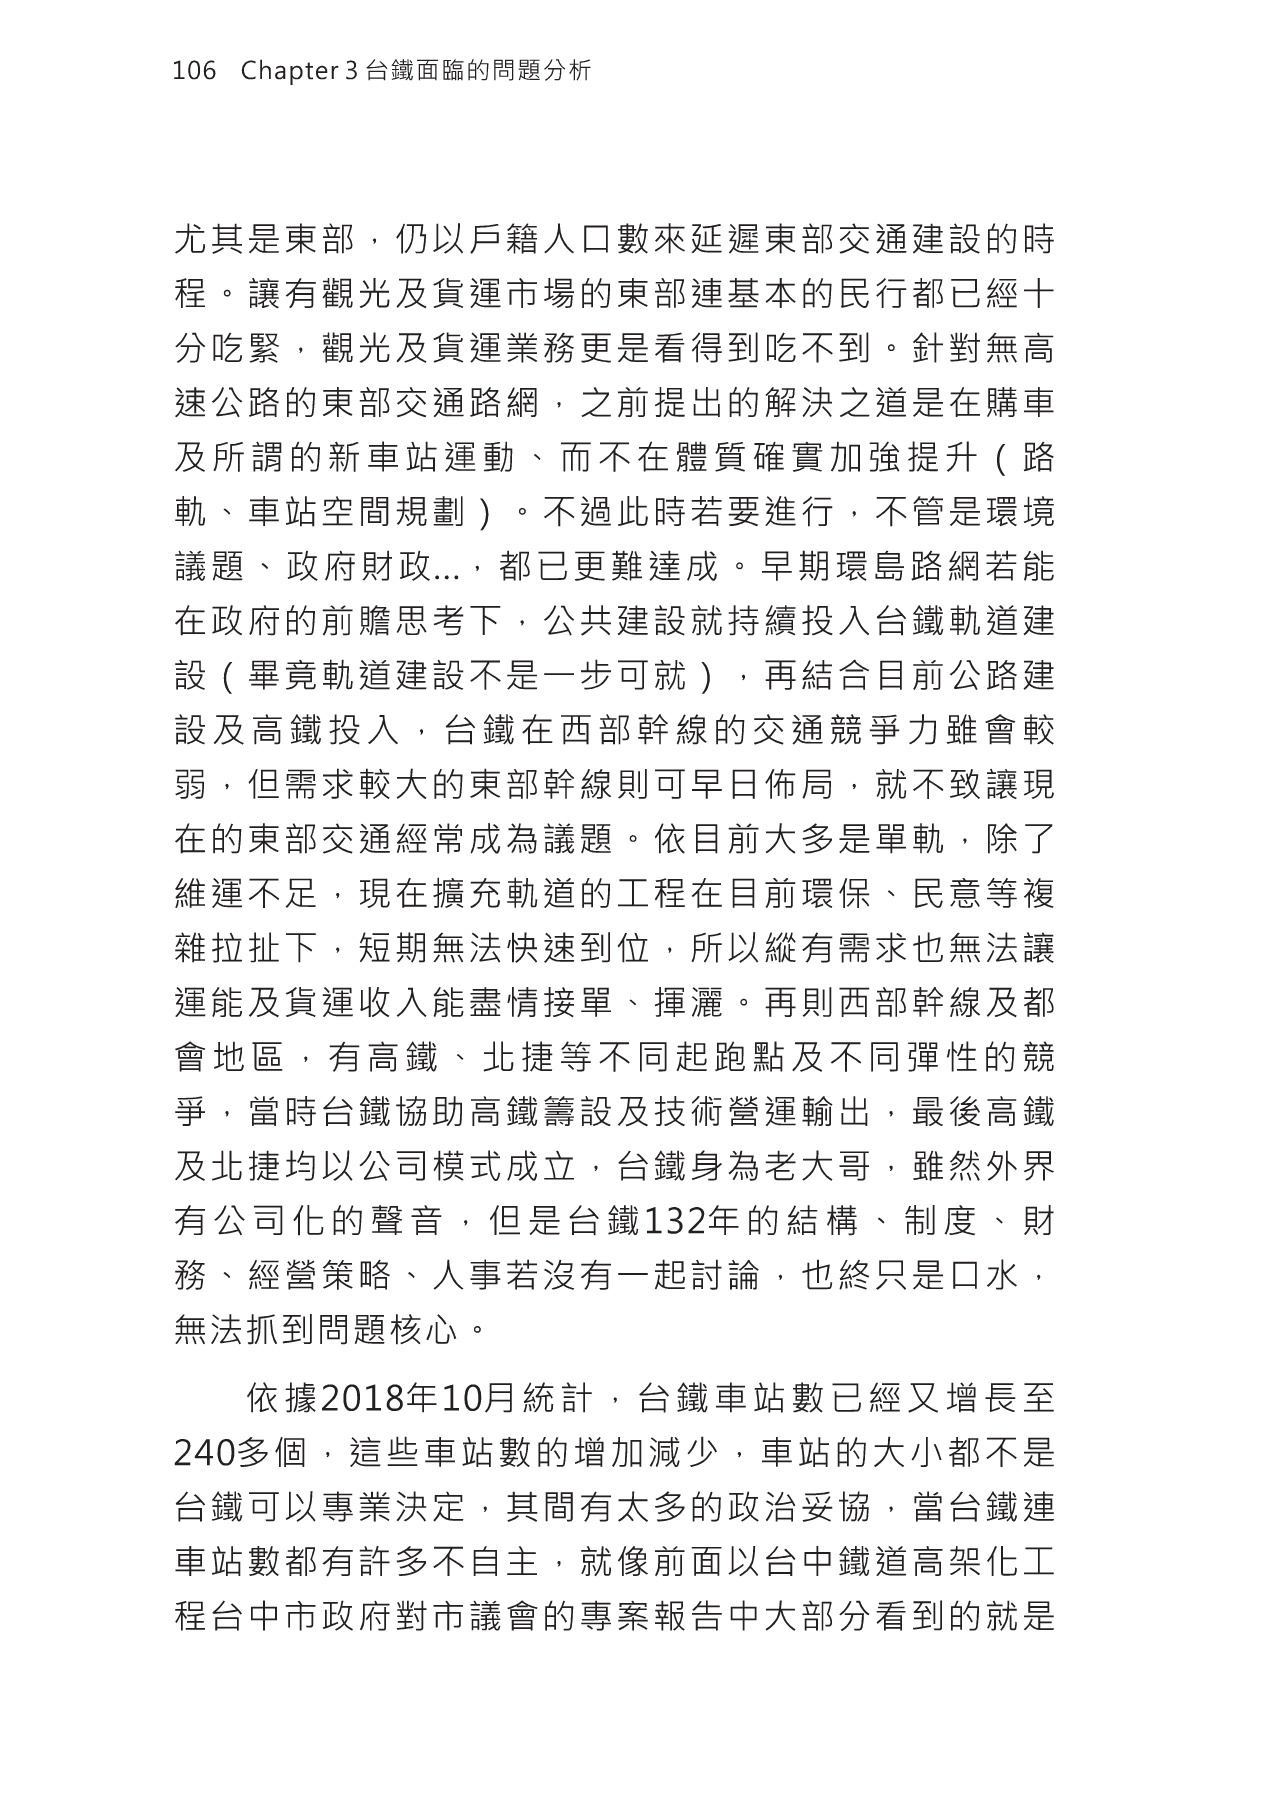 106 Chapter 3 台鐵面臨的問題分析
尤其是東部，仍以戶籍人口數來延遲東部交通建設的時
程。讓有觀光及貨運市場的東部連基本的民行都已經十
分吃緊，觀光及貨運業務更是看得到吃不到。針對無高
速公路的東部交通路網，之前提出的解決之道是在購車
及所謂的新車站運動、而不在體質確實加強提升（路
軌、車站空間規劃）。不過此時若要進行，不管是環境
議題、政府財政...，都已更難達成。早期環島路網若能
在政府的前贍思考下，公共建設就持續投入台鐵軌道建
設（畢竟軌道建設不是一步可就），再結合目前公路建
設及高鐵投入，台鐵在西部幹線的交通競爭力雖會較
弱，但需求較大的東部幹線則可早日佈局，就不致讓現
在的東部交通經常成為議題。依目前大多是單軌，除了
維運不足，現在擴充軌道的工程在目前環保、民意等複
雜拉扯下，短期無法快速到位，所以縱有需求也無法讓
運能及貨運收入能盡情接單、揮灑。再則西部幹線及都
會地區，有高鐵、北捷等不同起跑點及不同彈性的競
爭，當時台鐵協助高鐵籌設及技術營運輸出，最後高鐵
及北捷均以公司模式成立，台鐵身為老大哥，雖然外界
有公司化的聲音，但是台鐵132年的結構、制度、財
務、經營策略、人事若沒有一起討論，也終只是口水，
無法抓到問題核心。
依據2018年10月統計，台鐵車站數已經又增長至
240多個，這些車站數的增加減少，車站的大小都不是
台鐵可以專業決定，其間有太多的政治妥協，當台鐵連
車站數都有許多不自主，就像前面以台中鐵道高架化工
程台中市政府對市議會的專案報告中大部分看到的就是